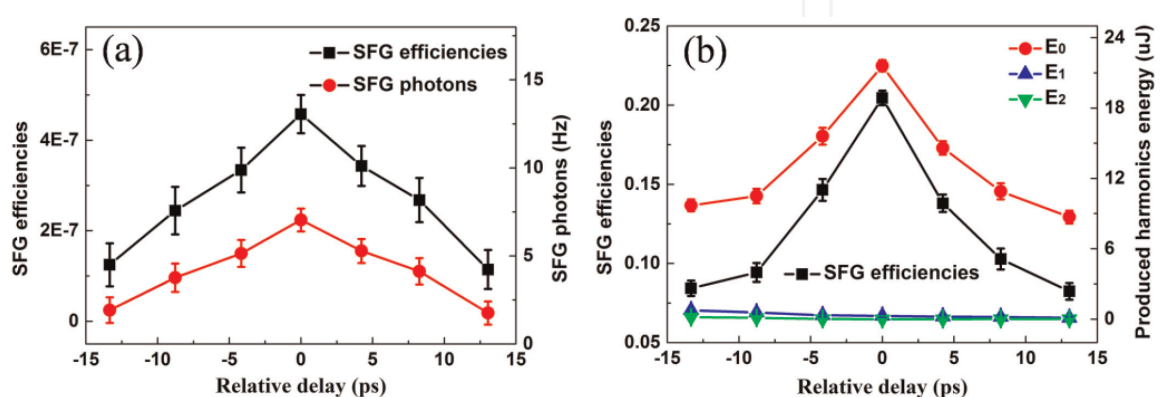 (a)
SFG efficiencies
SFG photons
6E-7
4E-7
2E-7
0
SFG efficiencies
15
10
5
0
SFG photons (Hz)
-15 -10 -5 0 5 10 15
Relative delay (ps)
(b)
E0
E1
E2
SFG efficiencies
0.25
0.20
0.15
0.10
0.05
SFG efficiencies
24
18
12
6
0
Produced harmonics energy (uJ)
-15 -10 -5 0 5 10 15
Relative delay (ps)